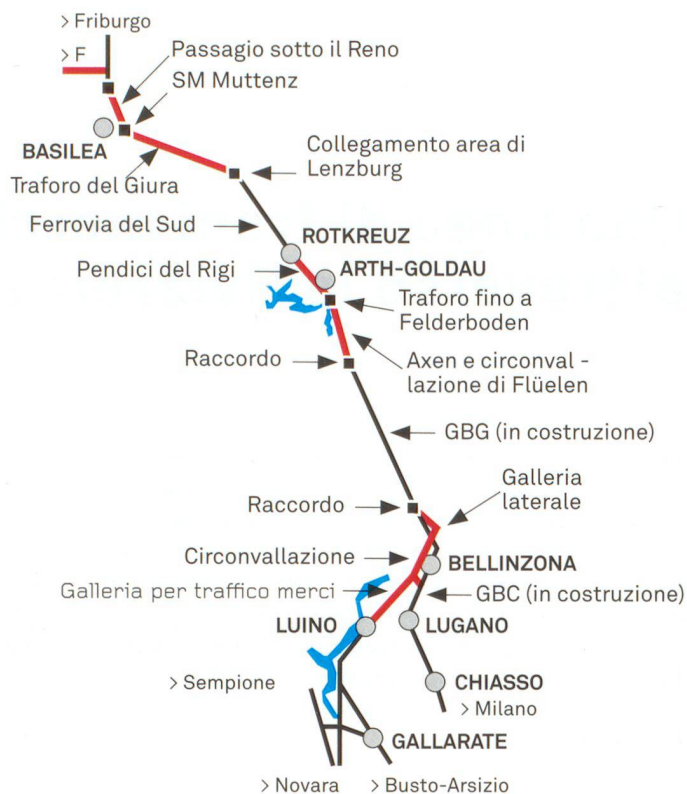 > Friburgo
> F
Passagio sotto il Reno
SM Muttenz
BASILEA
Traforo del Giura
Collegamento area di
Lenzburg
Ferrovia del Sud
ROTKREUZ
Pendici del Rigi
ARTH-GOLDAU
Traforo fino a
Felderboden
Raccordo
Axen e circonval -
lazione di Flüelen
GBG (in costruzione)
Galleria
laterale
Raccordo
Circonvallazione
BELLINZONA
Galleria per traffico merci
GBC (in costruzione)
LUINO
LUGANO
> Sempione
CHIASSO
> Milano
GALLARATE
> Novara
> Busto-Arsizio